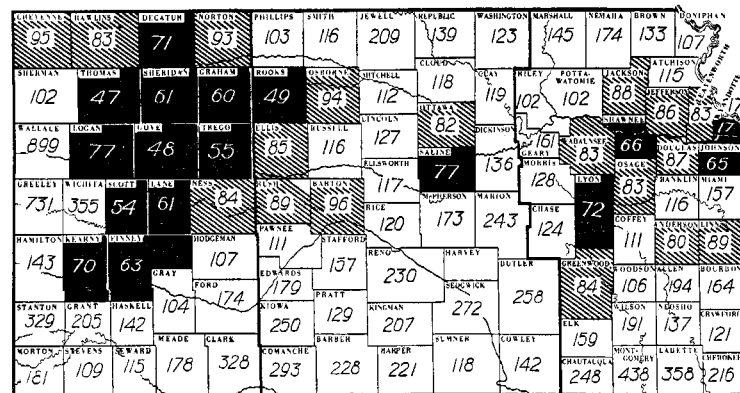 CHEYENNE RAWLINS DECATUR NORTON PHILLIPS SMITH JEWELL REPUBLIC WASHINGTON MARSHALL NEMAHA BROWN DONIPHAN
95 83 71 93 103 116 209 139 123 145 174 133 107
ATCHISON
115
SHERMAN THOMAS SHERIDAN GRAHAM ROOKS OSBORNE MITCHELL CLOUD CLAY RILEY POTTAWATOMIE JACKSON JEFFERSON
102 47 61 60 49 94 112 118 119 102 102 88 86 83
OTTAWA
82
WALLACE LOGAN GOVE TREGO ELLIS RUSSELL LINCOLN SALINE DICKINSON GEARY WABAUNSEE SHAWNEE DOUGLAS JOHNSON
899 77 48 55 85 116 127 77 136 161 83 66 87 65
ELLSWORTH MORRIS OSAGE FRANKLIN MIAMI
117 128 83 116 157
GREELEY WICHITA SCOTT LANE NESS RUSH BARTON RICE McPHERSON MARION CHASE LYON COFFEY ANDERSON LINN
731 355 54 61 84 89 96 120 173 243 124 72 111 80 89
HAMILTON KEARNY FINNEY HODGEMAN PAWNEE STAFFORD RENO HARVEY BUTLER GREENWOOD WOODSON ALLEN BOURBON
143 70 63 107 111 157 230 258 84 106 194 164
GRAY FORD EDWARDS SEDGWICK
104 174 179 272
STANTON GRANT HASKELL KIOWA PRATT KINGMAN ELK WILSON NEOSHO CRAWFORD
329 205 142 250 129 207 159 191 137 121
MORTON STEVENS SEWARD MEADE CLARK COMANCHE BARBER HARPER SUMNER COWLEY CHAUTAUQUA MONTGOMERY LABETTE CHEROKEE
181 109 115 178 328 293 228 221 118 142 248 438 358 216